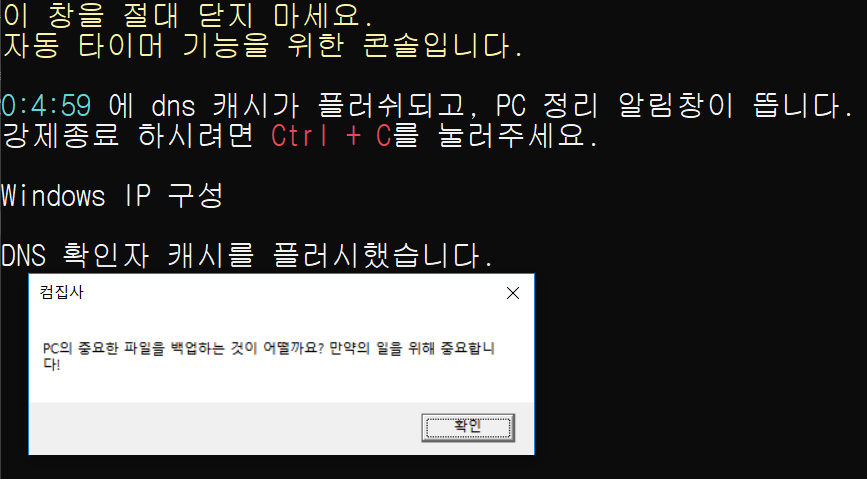 이 창을 절대 닫지 마세요.
자동 타이머 기능을 위한 콘솔입니다.
0:4:59 에 dns 캐시가 플러쉬되고, PC 정리 알림창이 뜹니다.
강제종료 하시려면 Ctrl + C를 눌러주세요.
Windows IP 구성
DNS 확인자 캐시를 플러시했습니다.
컴집사
PC의 중요한 파일을 백업하는 것이 어떨까요? 만약의 일을 위해 중요합니
다!
확인